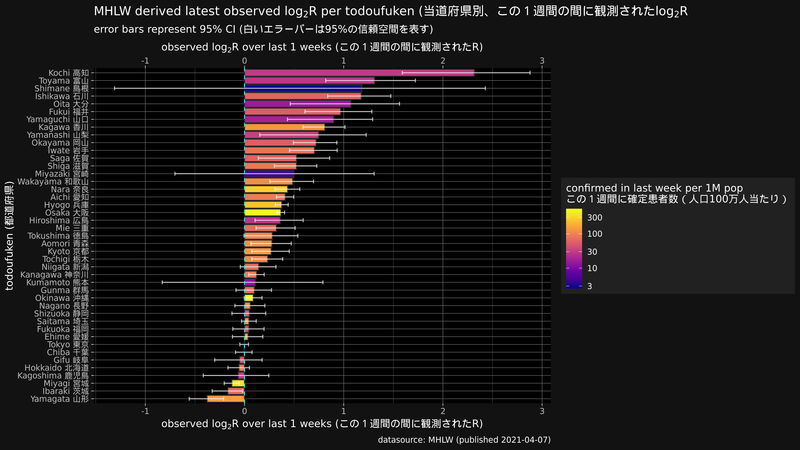 MHLW derived latest observed log₂R per todoufuken (当道府県別、この１週間の間に観測されたlog₂R
error bars represent 95% CI (白いエラーバーは95%の信頼空間を表す)
observed log₂R over last 1 weeks (この１週間の間に観測されたR)
-1 0 1 2 3
todoufuken (都道府県)
Kochi 高知
Toyama 富山
Shimane 島根
Ishikawa 石川
Oita 大分
Fukui 福井
Yamaguchi 山口
Kagawa 香川
Yamanashi 山梨
Okayama 岡山
Iwate 岩手
Saga 佐賀
Shiga 滋賀
Miyazaki 宮崎
Wakayama 和歌山
Nara 奈良
Aichi 愛知
Hyogo 兵庫
Osaka 大阪
Hiroshima 広島
Mie 三重
Tokushima 徳島
Aomori 青森
Kyoto 京都
Tochigi 栃木
Niigata 新潟
Kanagawa 神奈川
Kumamoto 熊本
Gunma 群馬
Okinawa 沖縄
Nagano 長野
Shizuoka 静岡
Saitama 埼玉
Fukuoka 福岡
Ehime 愛媛
Tokyo 東京
Chiba 千葉
Gifu 岐阜
Hokkaido 北海道
Kagoshima 鹿児島
Miyagi 宮城
Ibaraki 茨城
Yamagata 山形
-1 0 1 2 3
observed log₂R over last 1 weeks (この１週間の間に観測されたR)
datasource: MHLW (published 2021-04-07)
confirmed in last week per 1M pop
この１週間に確定患者数 ( 人口100万人当たり )
300
100
30
10
3